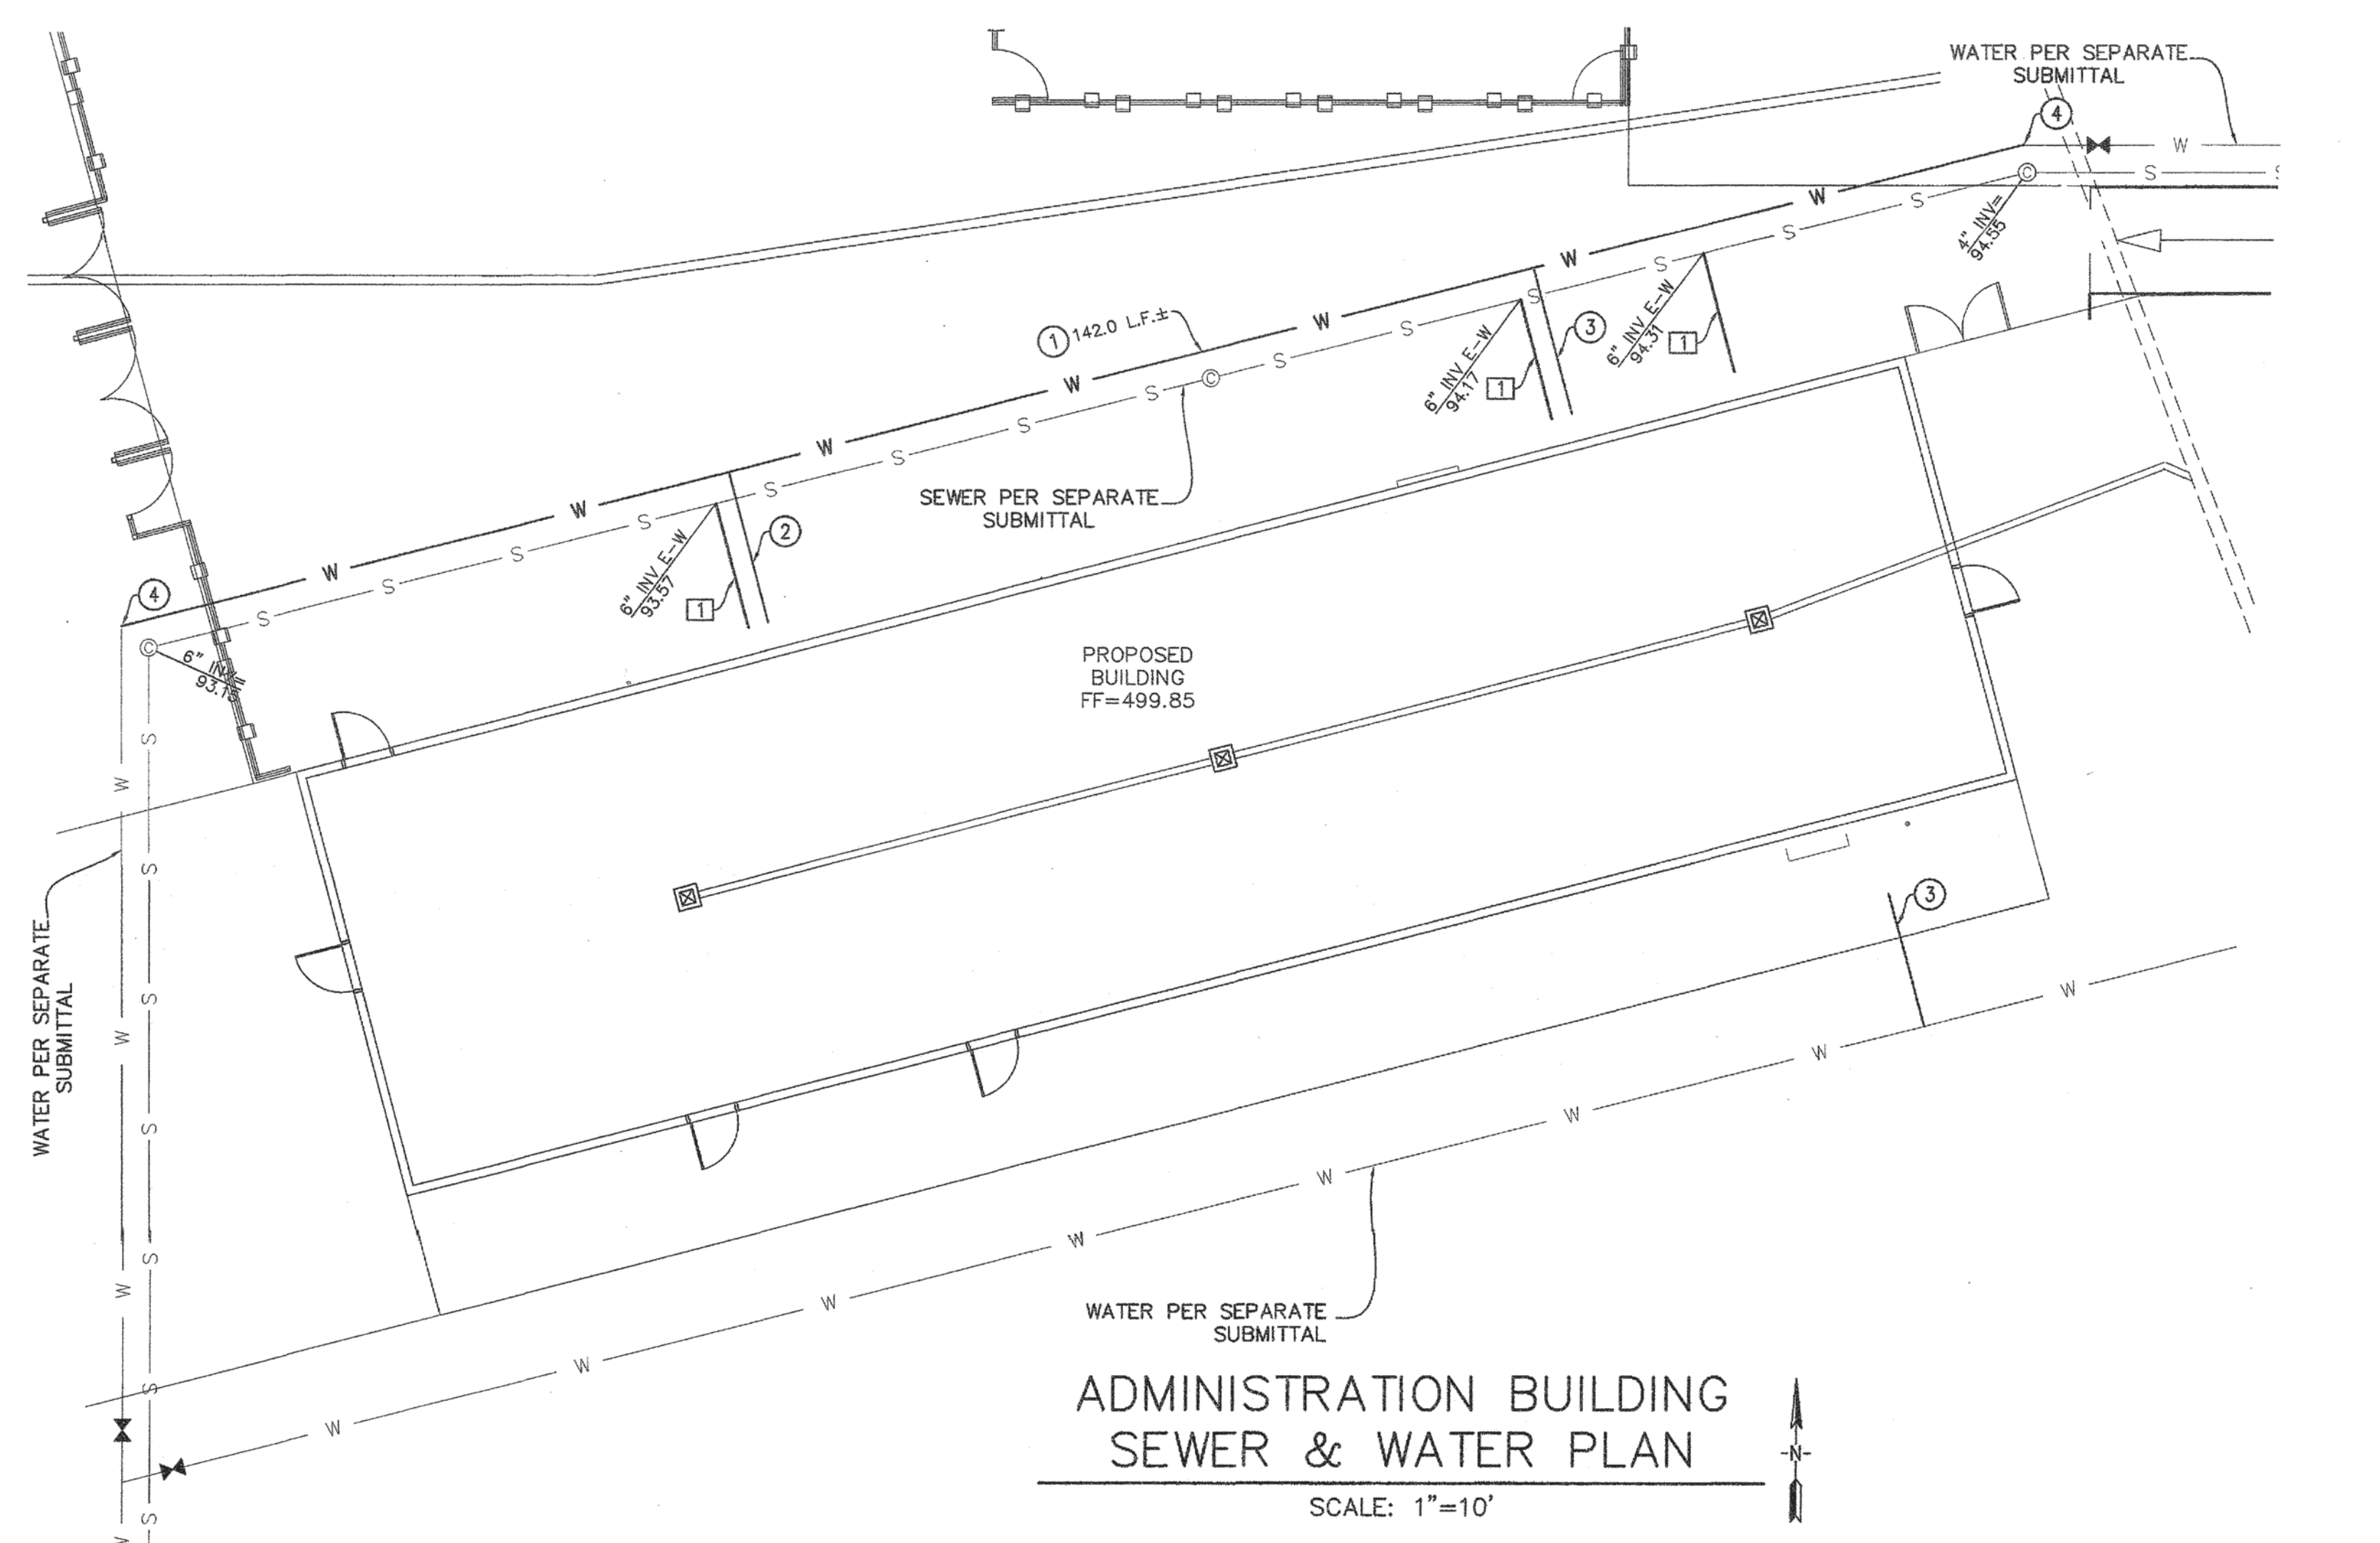 WATER PER SEPARATE
SUBMITTAL
4
W
S
4" INV=
94.55
W
S
W
S
6" INV E-W
94.31
1
3
6" INV E-W
94.17
1
1 142.0 L.F.±
W
S
S
W
S
S
SEWER PER SEPARATE
SUBMITTAL
W
S
S
2
6" INV E-W
93.57
1
W
S
S
W
S
S
4
6"
W
S
PROPOSED
BUILDING
FF=499.85
WATER PER SEPARATE
SUBMITTAL
W
S
S
W
S
S
W
S
S
W
S
3
W
W
W
W
W
W
W
W
WATER PER SEPARATE
SUBMITTAL
ADMINISTRATION BUILDING
SEWER & WATER PLAN
SCALE: 1"=10'
-N-